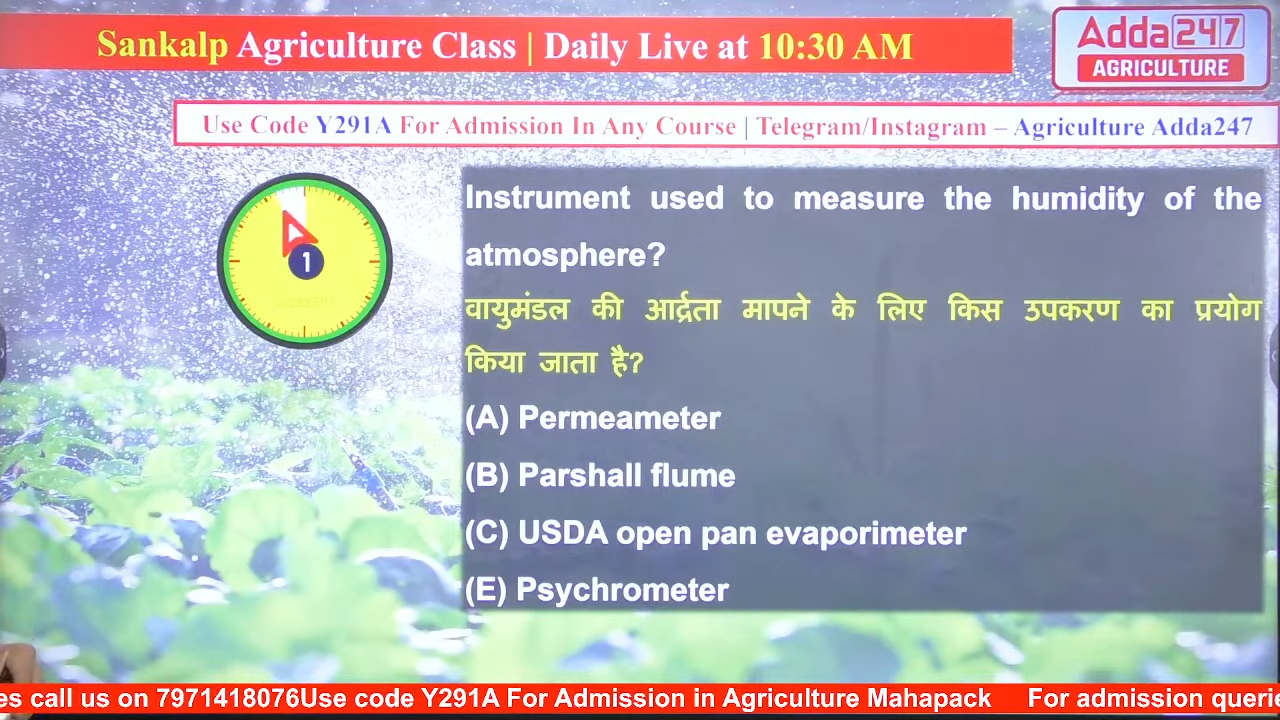 Sankalp Agriculture Class | Daily Live at 10:30 AM
Adda247
AGRICULTURE
Use Code Y291A For Admission In Any Course | Telegram/Instagram – Agriculture Adda247
1
Instrument used to measure the humidity of the
atmosphere?
वायुमंडल की आर्द्रता मापने के लिए किस उपकरण का प्रयोग
किया जाता है?
(A) Permeameter
(B) Parshall flume
(C) USDA open pan evaporimeter
(E) Psychrometer
es call us on 7971418076Use code Y291A For Admission in Agriculture Mahapack For admission querie